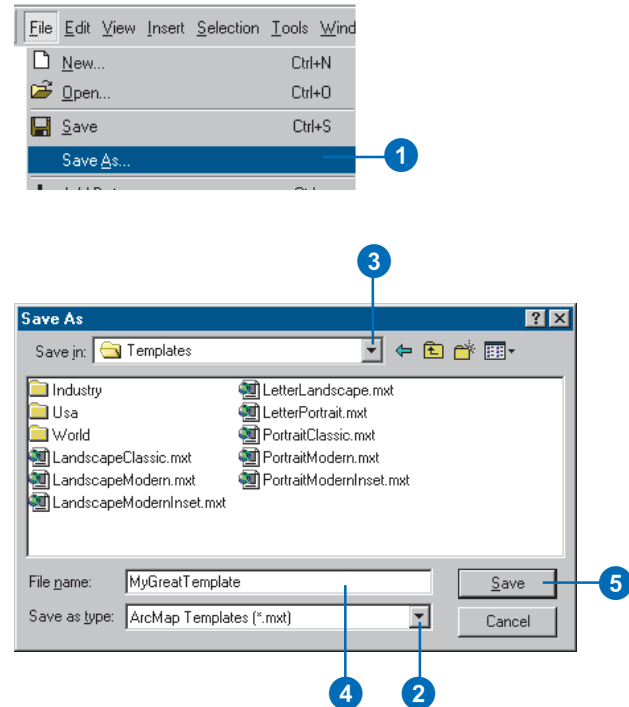 File Edit View Insert Selection Tools Wind
New... Ctrl+N
Open... Ctrl+O
Save Ctrl+S
Save As... 1
3
Save As
Save in: Templates
Industry LetterLandscape.mxt
Usa LetterPortrait.mxt
World PortraitClassic.mxt
LandscapeClassic.mxt PortraitModern.mxt
LandscapeModern.mxt PortraitModernInset.mxt
LandscapeModernInset.mxt
File name: MyGreatTemplate Save 5
Save as type: ArcMap Templates (*.mxt) Cancel
4 2